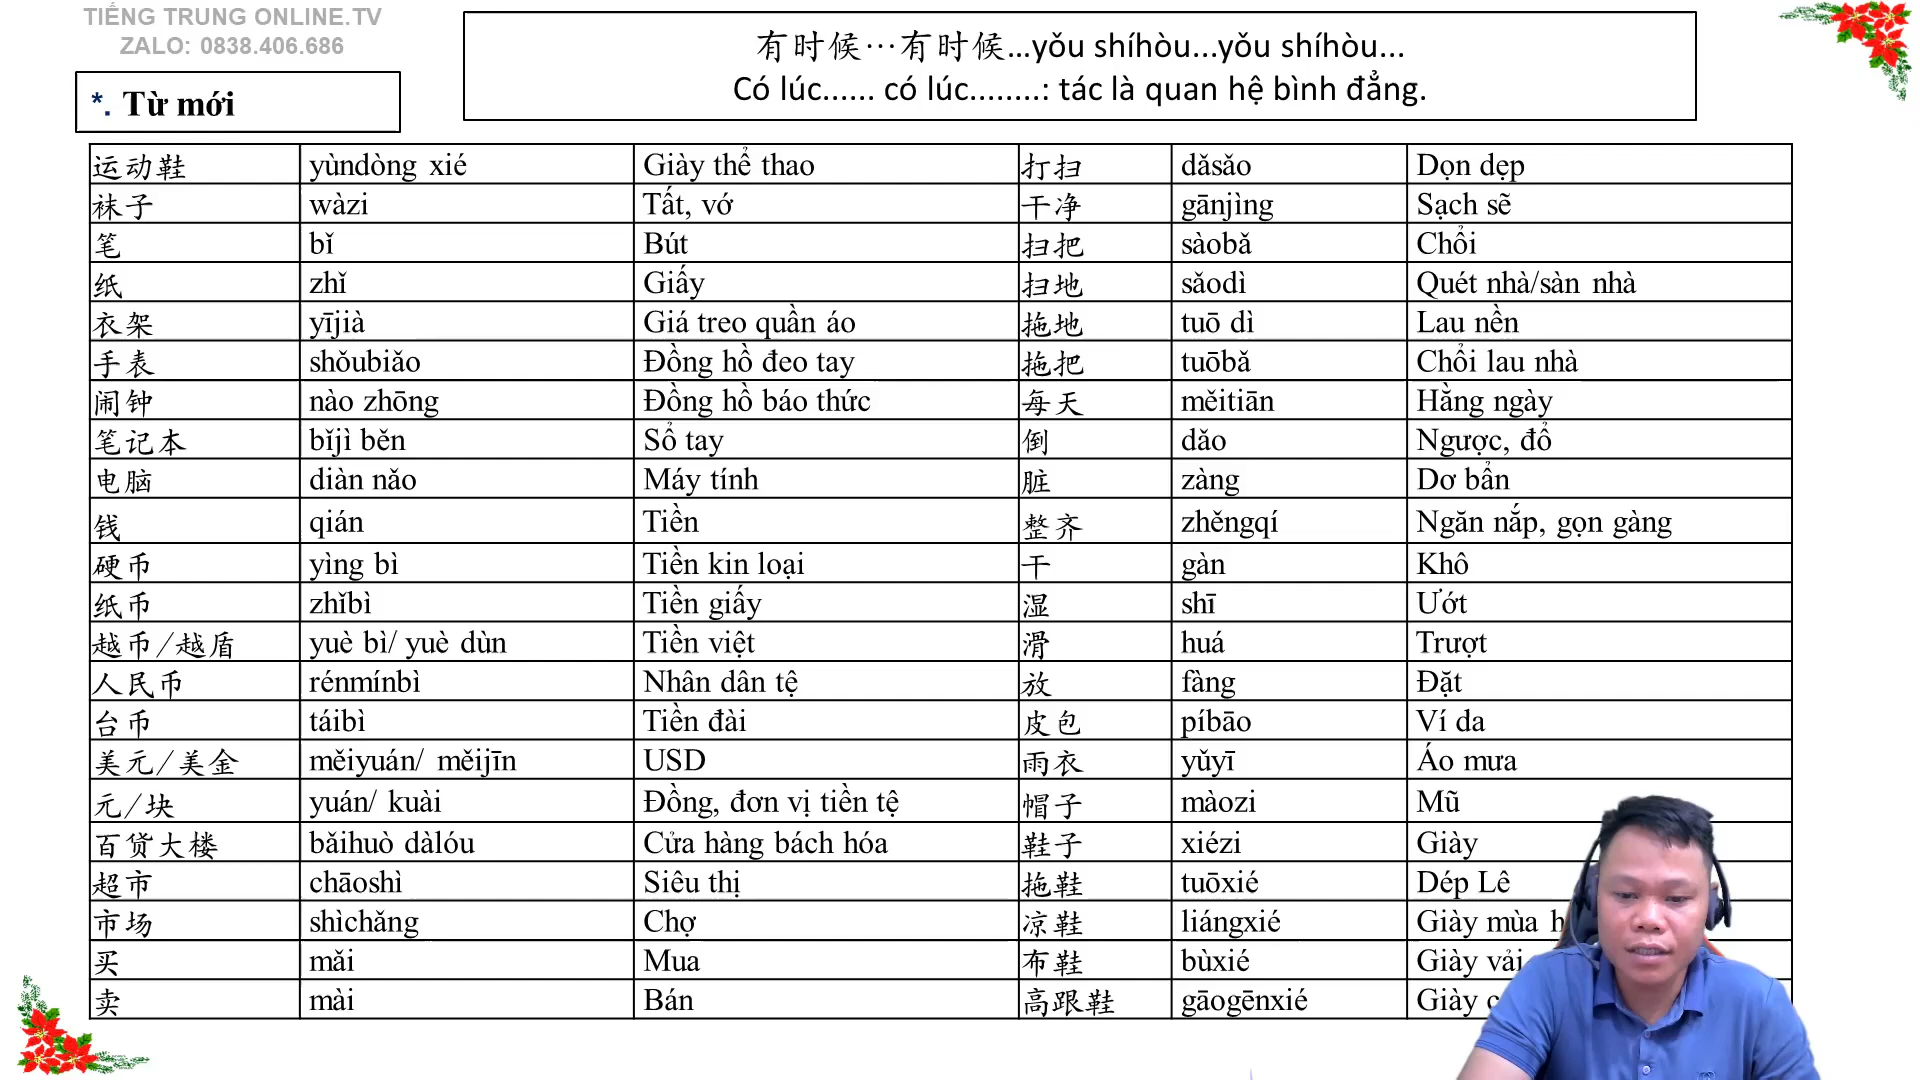 TIẾNG TRUNG ONLINE.TV
ZALO: 0838.406.686
*. Từ mới
有时候…有时候…yǒu shíhòu...yǒu shíhòu...
Có lúc...... có lúc........: tác là quan hệ bình đẳng.
运动鞋 yùndòng xié Giày thể thao 打扫 dǎsǎo Dọn dẹp
袜子 wàzi Tất, vớ 干净 gānjìng Sạch sẽ
笔 bǐ Bút 扫把 sàobǎ Chổi
纸 zhǐ Giấy 扫地 sǎodì Quét nhà/sàn nhà
衣架 yījià Giá treo quần áo 拖地 tuō dì Lau nền
手表 shǒubiǎo Đồng hồ đeo tay 拖把 tuōbǎ Chổi lau nhà
闹钟 nào zhōng Đồng hồ báo thức 每天 měitiān Hằng ngày
笔记本 bǐjì běn Sổ tay 倒 dǎo Ngược, đổ
电脑 diàn nǎo Máy tính 脏 zàng Dơ bẩn
钱 qián Tiền 整齐 zhěngqí Ngăn nắp, gọn gàng
硬币 yìng bì Tiền kin loại 干 gàn Khô
纸币 zhǐbì Tiền giấy 湿 shī Ướt
越币/越盾 yuè bì/ yuè dùn Tiền việt 滑 huá Trượt
人民币 rénmínbì Nhân dân tệ 放 fàng Đặt
台币 táibì Tiền đài 皮包 píbāo Ví da
美元/美金 měiyuán/ měijīn USD 雨衣 yǔyī Áo mưa
元/块 yuán/ kuài Đồng, đơn vị tiền tệ 帽子 màozi Mũ
百货大楼 bǎihuò dàlóu Cửa hàng bách hóa 鞋子 xiézi Giày
超市 chāoshì Siêu thị 拖鞋 tuōxié Dép Lê
市场 shìchǎng Chợ 凉鞋 liángxié Giày mùa
买 mǎi Mua 布鞋 bùxié Giày vải
卖 mài Bán 高跟鞋 gāogēnxié Giày